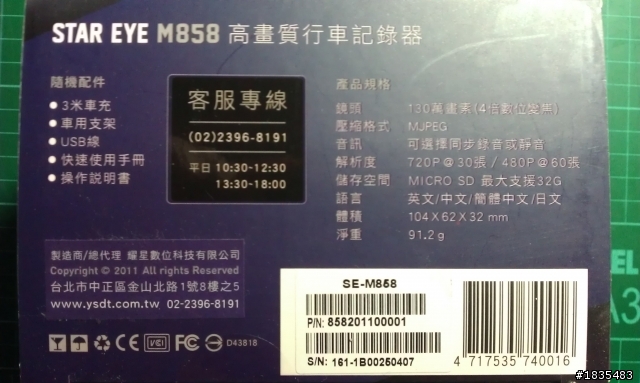 STAR EYE M858 高畫質行車記錄器
隨機配件
3米車充
車用支架
USB線
快速使用手冊
操作說明書
客服專線
(02)2396-8191
平日 10:30-12:30
13:30-18:00
產品規格
鏡頭 130萬畫素(4倍數位變焦)
壓縮格式 MJPEG
音訊 可選擇同步錄音或靜音
解析度 720P@30張 / 480P@60張
儲存空間 MICRO SD 最大支援32G
語言 英文/中文/簡體中文/日文
體積 104X62X32 mm
淨重 91.2g
製造商/總代理 耀星數位科技有限公司
Copyright © 2011 All rights Reserved
台北市中正區金山北路1號8樓之5
www.ysdt.com.tw 02-2396-8191
CE VCI FC D43818
SE-M858
P/N: 858201100001
S/N: 161-1B00250407
4 717535 740016
A3
#1835483